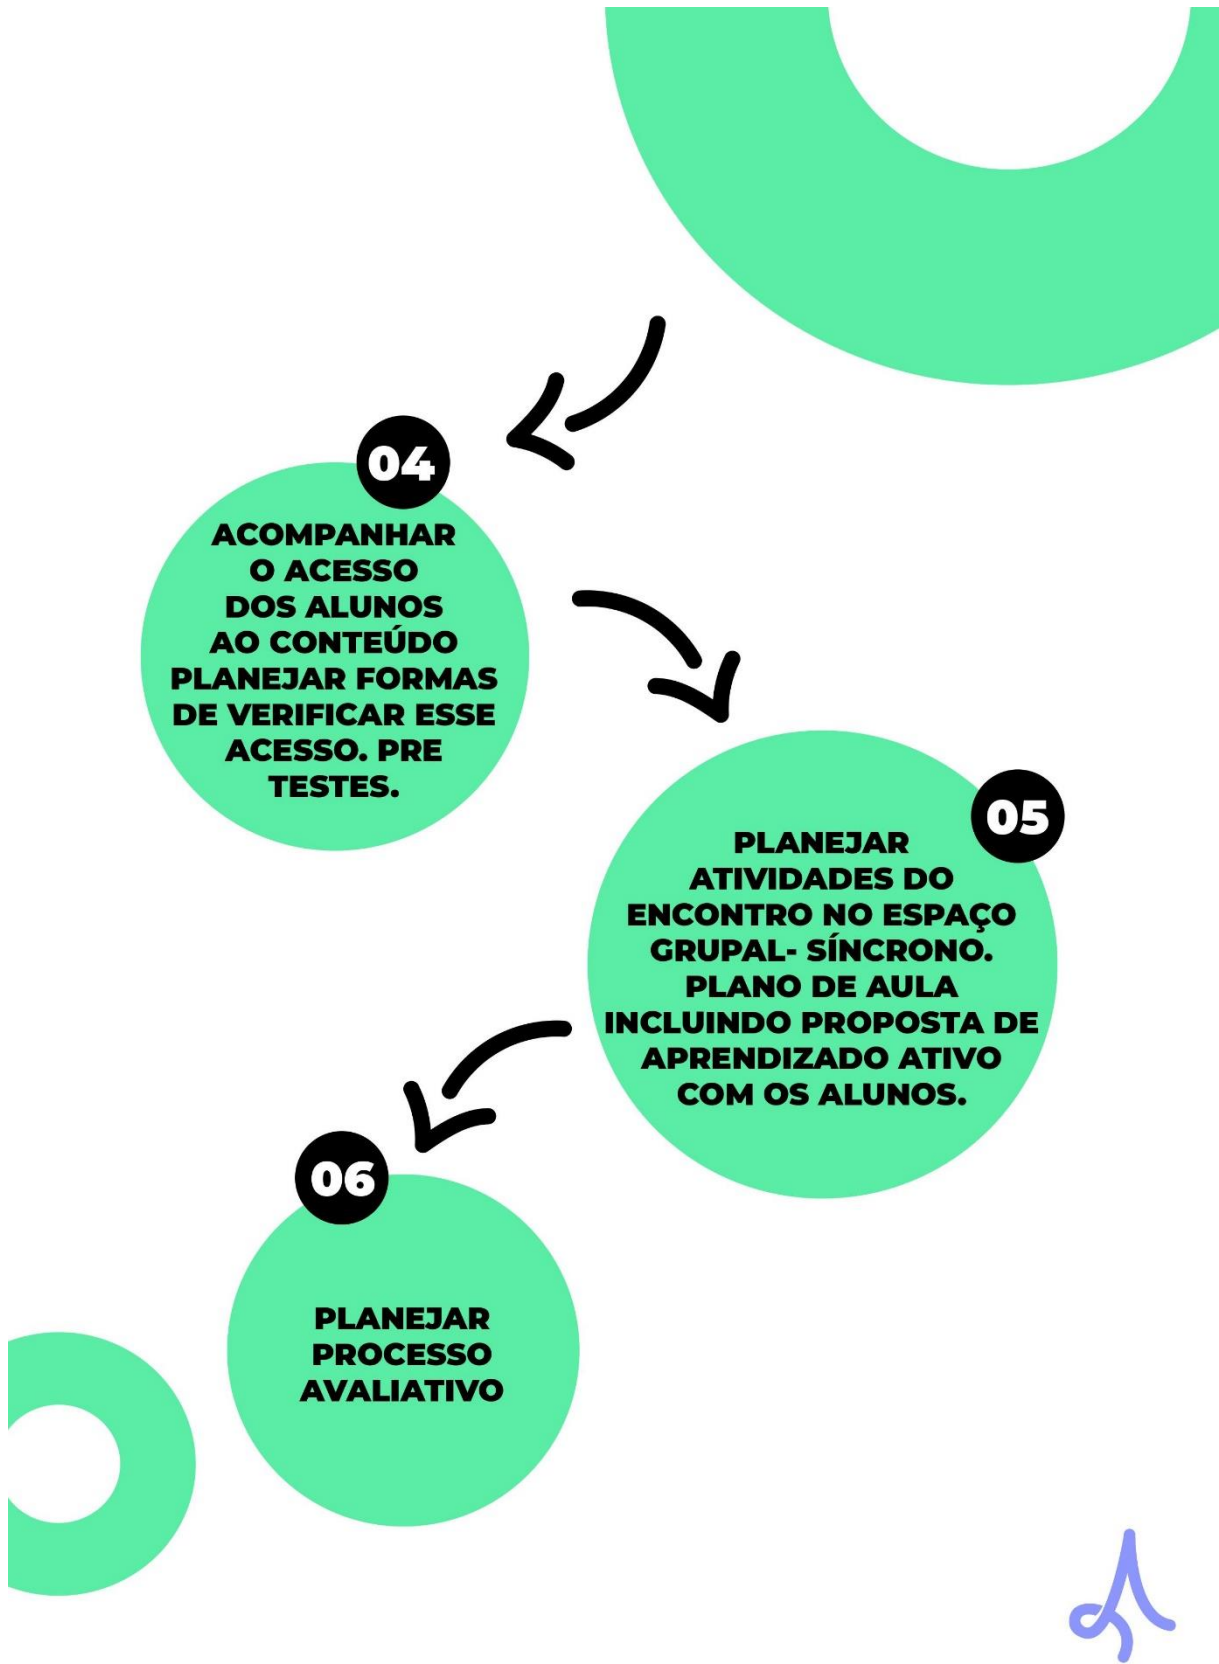 04
ACOMPANHAR
O ACESSO
DOS ALUNOS
AO CONTEÚDO
PLANEJAR FORMAS
DE VERIFICAR ESSE
ACESSO. PRE
TESTES.
05
PLANEJAR
ATIVIDADES DO
ENCONTRO NO ESPAÇO
GRUPAL- SÍNCRONO.
PLANO DE AULA
INCLUINDO PROPOSTA DE
APRENDIZADO ATIVO
COM OS ALUNOS.
06
PLANEJAR
PROCESSO
AVALIATIVO